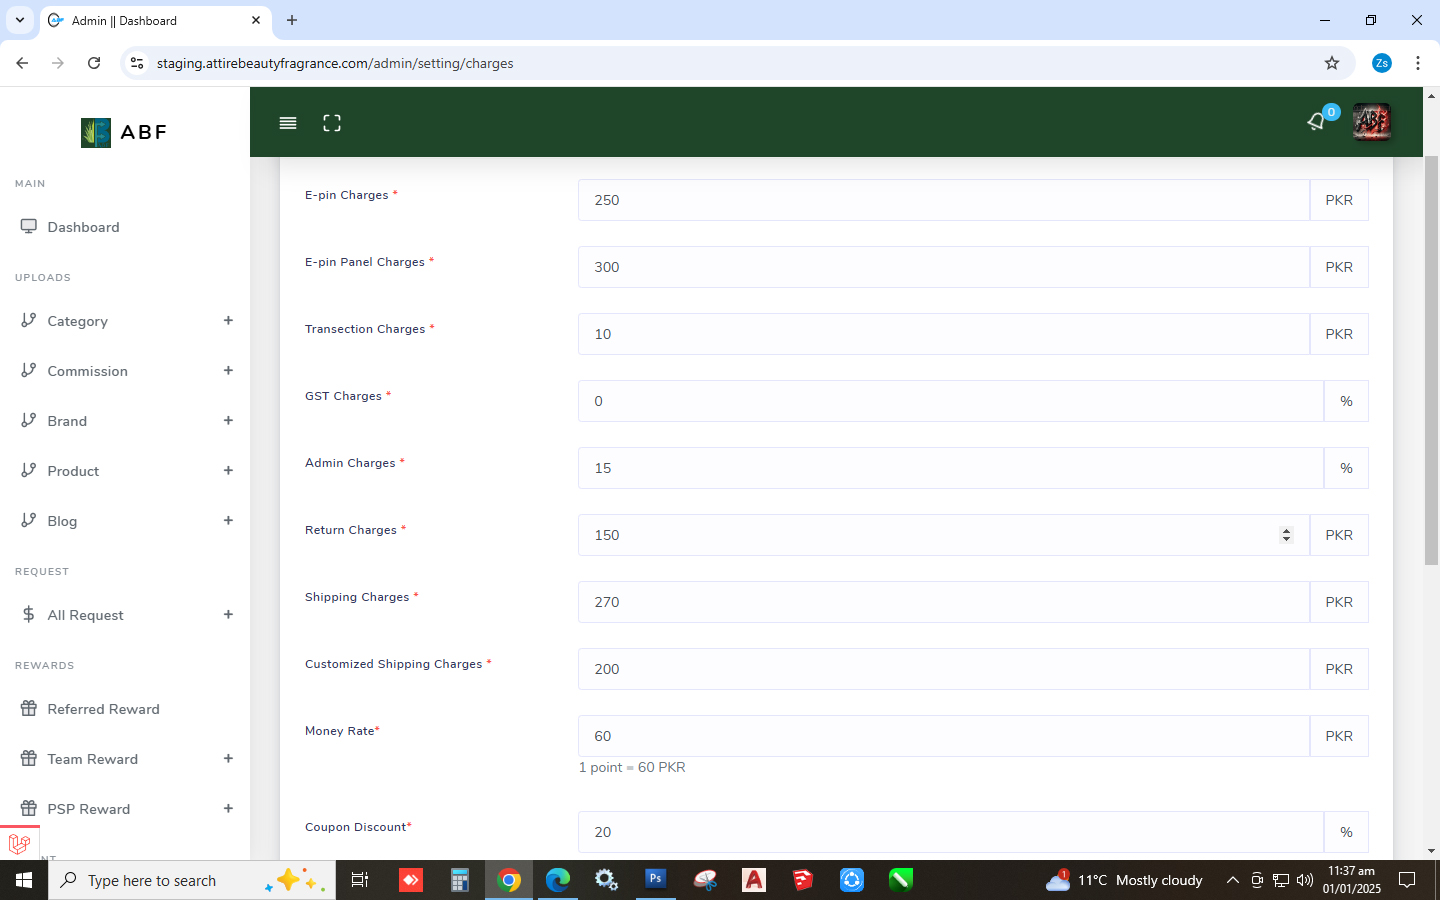 Admin || Dashboard
staging.attirebeautyfragrance.com/admin/setting/charges
Zs
ABF
0
ABF
MAIN
Dashboard
UPLOADS
Category
Commission
Brand
Product
Blog
REQUEST
All Request
REWARDS
Referred Reward
Team Reward
PSP Reward
E-pin Charges *
250
PKR
E-pin Panel Charges *
300
PKR
Transection Charges *
10
PKR
GST Charges *
0
%
Admin Charges *
15
%
Return Charges *
150
PKR
Shipping Charges *
270
PKR
Customized Shipping Charges *
200
PKR
Money Rate*
60
PKR
1 point = 60 PKR
Coupon Discount*
20
%
Type here to search
Ps
1
11°C Mostly cloudy
11:37 am
01/01/2025